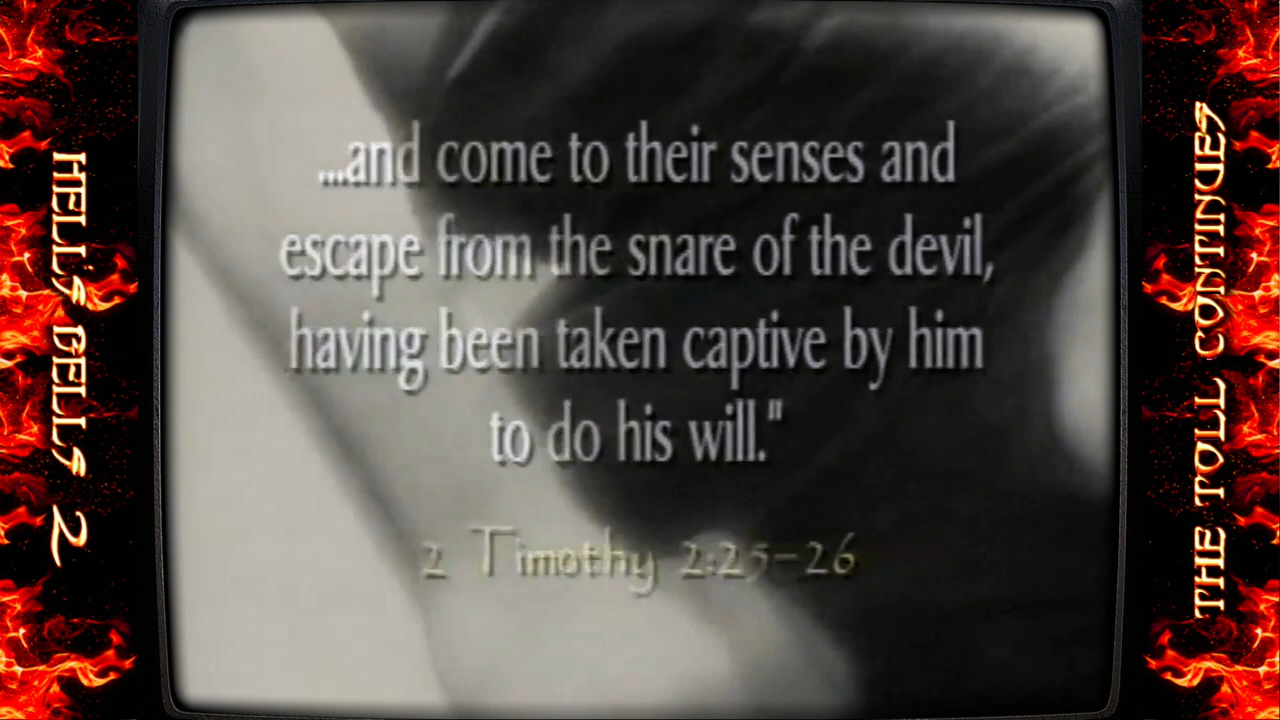 HELL'S BELLS 2
...and come to their senses and
escape from the snare of the devil,
having been taken captive by him
to do his will."
2 Timothy 2:25-26
THE TOLL CONTINUES